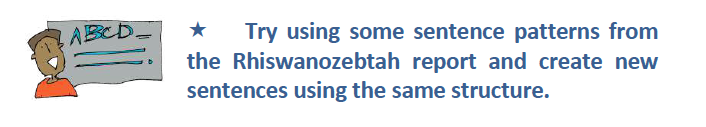 ABCD
★ Try using some sentence patterns from
the Rhiswanozebtah report and create new
sentences using the same structure.